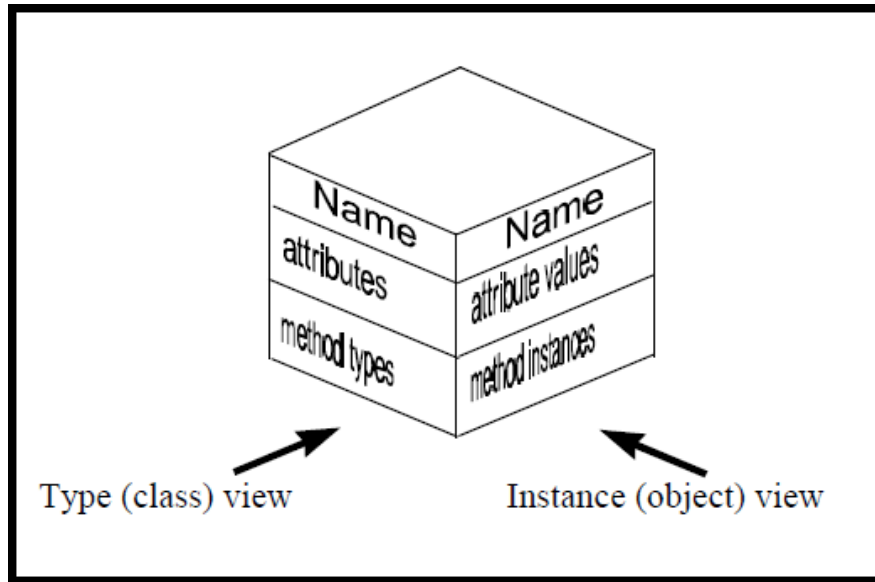 Name
attributes
method types
Name
attribute values
method instances
Type (class) view
Instance (object) view